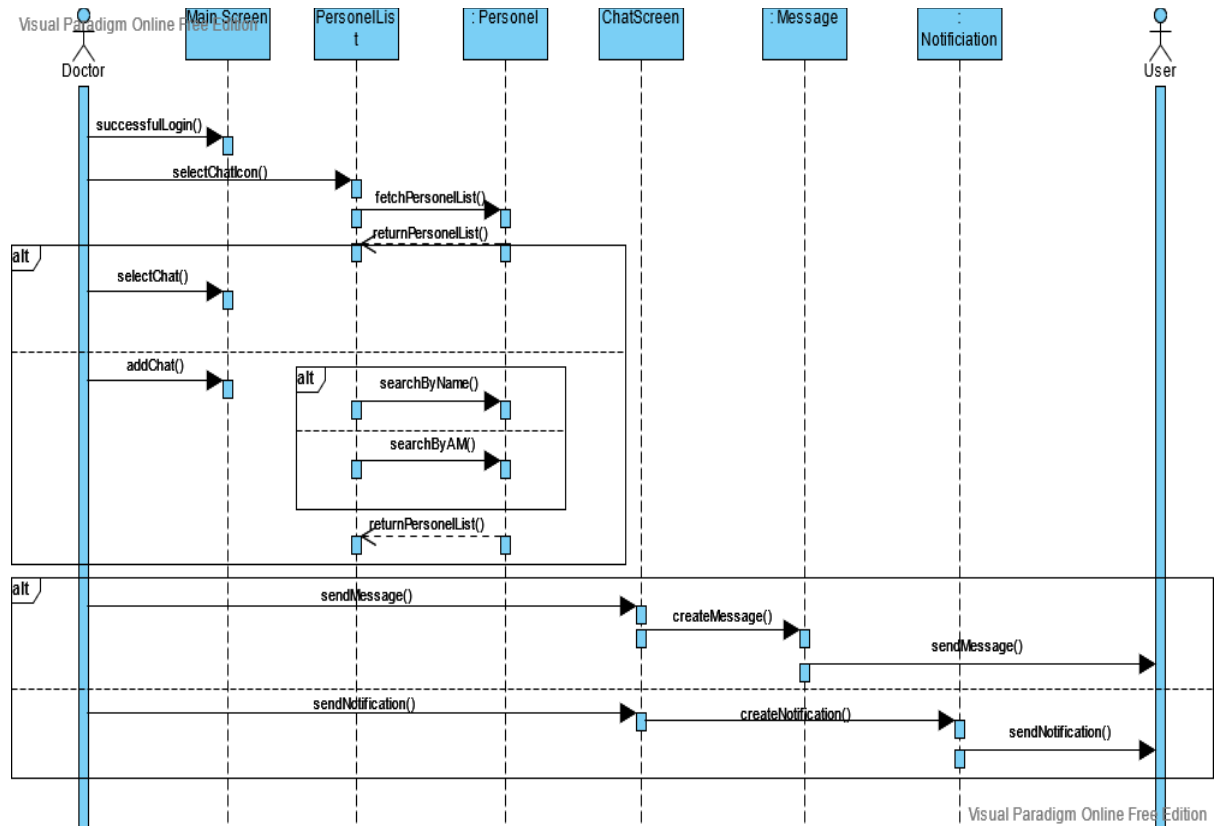 Visual Paradigm Online Free Edition
Main Screen
PersonelLis
t
: Personel
ChatScreen
: Message
:
Notificiation
Doctor
User
successfulLogin()
selectChatIcon()
fetchPersonelList()
returnPersonelList()
alt
selectChat()
addChat()
alt
searchByName()
searchByAM()
returnPersonelList()
alt
sendMessage()
createMessage()
sendMessage()
sendNotification()
createNotification()
sendNotification()
Visual Paradigm Online Free Edition